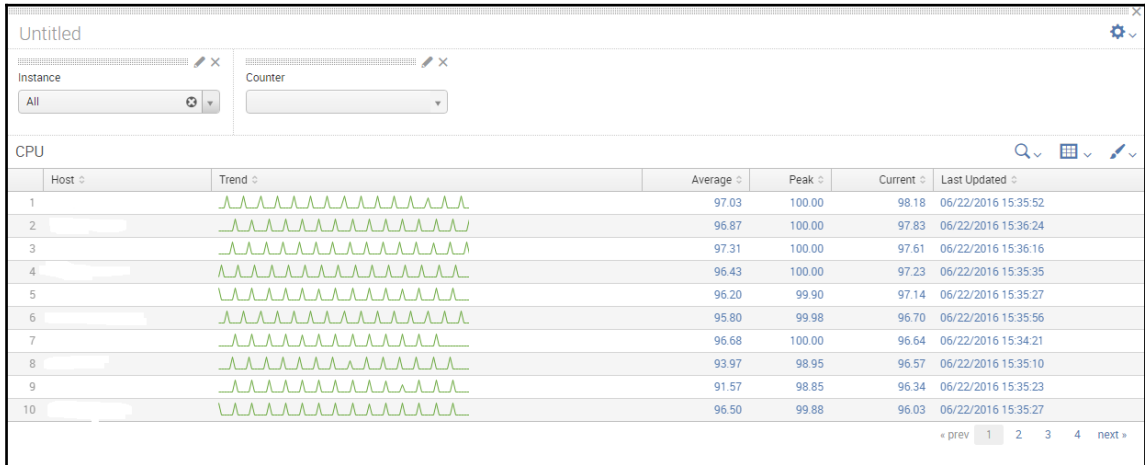 Untitled
Instance Counter
All
CPU
Host Trend Average Peak Current Last Updated
1 97.03 100.00 98.18 06/22/2016 15:35:52
2 96.87 100.00 97.83 06/22/2016 15:36:24
3 97.31 100.00 97.61 06/22/2016 15:36:16
4 96.43 100.00 97.23 06/22/2016 15:35:35
5 96.20 99.90 97.14 06/22/2016 15:35:27
6 95.80 99.98 96.70 06/22/2016 15:35:56
7 96.68 100.00 96.64 06/22/2016 15:34:21
8 93.97 98.95 96.57 06/22/2016 15:35:10
9 91.57 98.85 96.34 06/22/2016 15:35:23
10 96.50 99.88 96.03 06/22/2016 15:35:27
« prev 1 2 3 4 next »